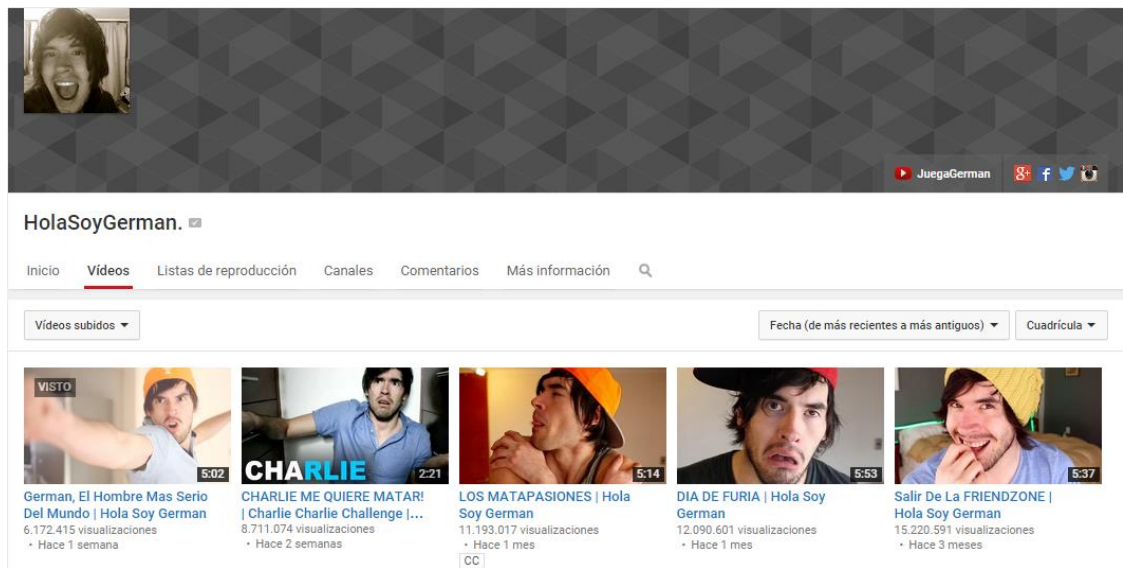 JuegaGerman
HolaSoyGerman.
Inicio Vídeos Listas de reproducción Canales Comentarios Más información
Vídeos subidos Fecha (de más recientes a más antiguos) Cuadrícula
VISTO
5:02
CHARLIE
2:21
5:14
5:53
5:37
German, El Hombre Mas Serio
Del Mundo | Hola Soy German
6.172.415 visualizaciones
• Hace 1 semana
CHARLIE ME QUIERE MATAR!
| Charlie Charlie Challenge |...
8.711.074 visualizaciones
• Hace 2 semanas
LOS MATAPASIONES | Hola
Soy German
11.193.017 visualizaciones
• Hace 1 mes
CC
DIA DE FURIA | Hola Soy
German
12.090.601 visualizaciones
• Hace 1 mes
Salir De La FRIENDZONE |
Hola Soy German
15.220.591 visualizaciones
• Hace 3 meses